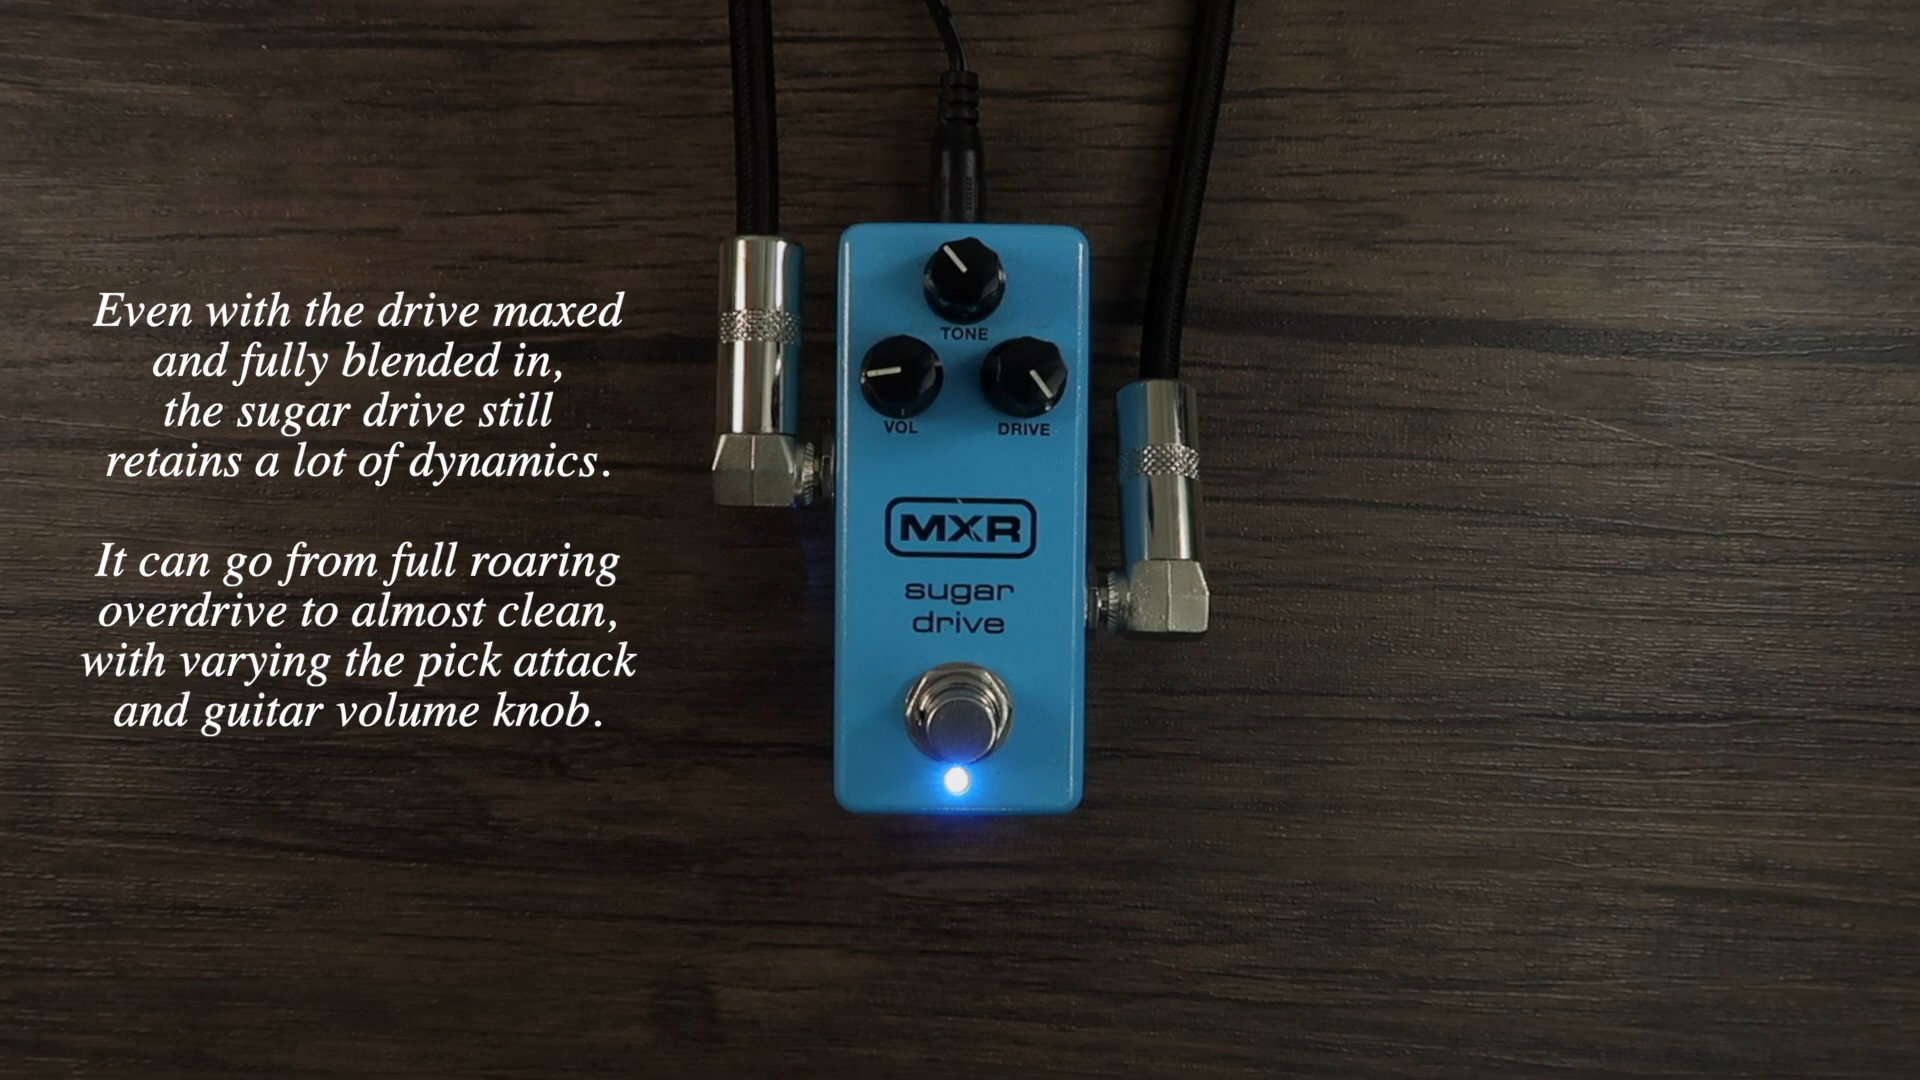 Even with the drive maxed
and fully blended in,
the sugar drive still
retains a lot of dynamics.
It can go from full roaring
overdrive to almost clean,
with varying the pick attack
and guitar volume knob.
TONE
VOL
DRIVE
MXR
sugar
drive